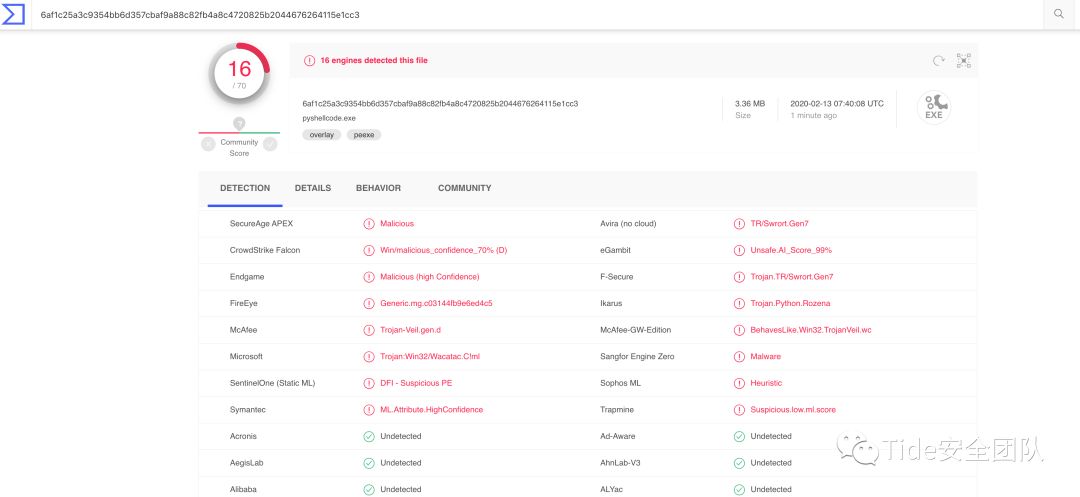 6af1c25a3c9354bb6d357cbaf9a88c82fb4a8c4720825b2044676264115e1cc3
16
/ 70
?
Community
Score
16 engines detected this file
6af1c25a3c9354bb6d357cbaf9a88c82fb4a8c4720825b2044676264115e1cc3
pyshellcode.exe
overlay peexe
3.36 MB
Size
2020-02-13 07:40:08 UTC
1 minute ago
EXE
DETECTION DETAILS BEHAVIOR COMMUNITY
SecureAge APEX Malicious Avira (no cloud) TR/Swrort.Gen7
CrowdStrike Falcon Win/malicious_confidence_70% (D) eGambit Unsafe.AI_Score_99%
Endgame Malicious (high Confidence) F-Secure Trojan.TR/Swrort.Gen7
FireEye Generic.mg.c03144fb9e6ed4c5 Ikarus Trojan.Python.Rozena
McAfee Trojan-Veil.gen.d McAfee-GW-Edition BehavesLike.Win32.TrojanVeil.wc
Microsoft Trojan:Win32/Wacatac.C!ml Sangfor Engine Zero Malware
SentinelOne (Static ML) DFI - Suspicious PE Sophos ML Heuristic
Symantec ML.Attribute.HighConfidence Trapmine Suspicious.low.ml.score
Acronis Undetected Ad-Aware Undetected
AegisLab Undetected AhnLab-V3 Undetected
Alibaba Undetected ALYac Undetected
Tide安全团队